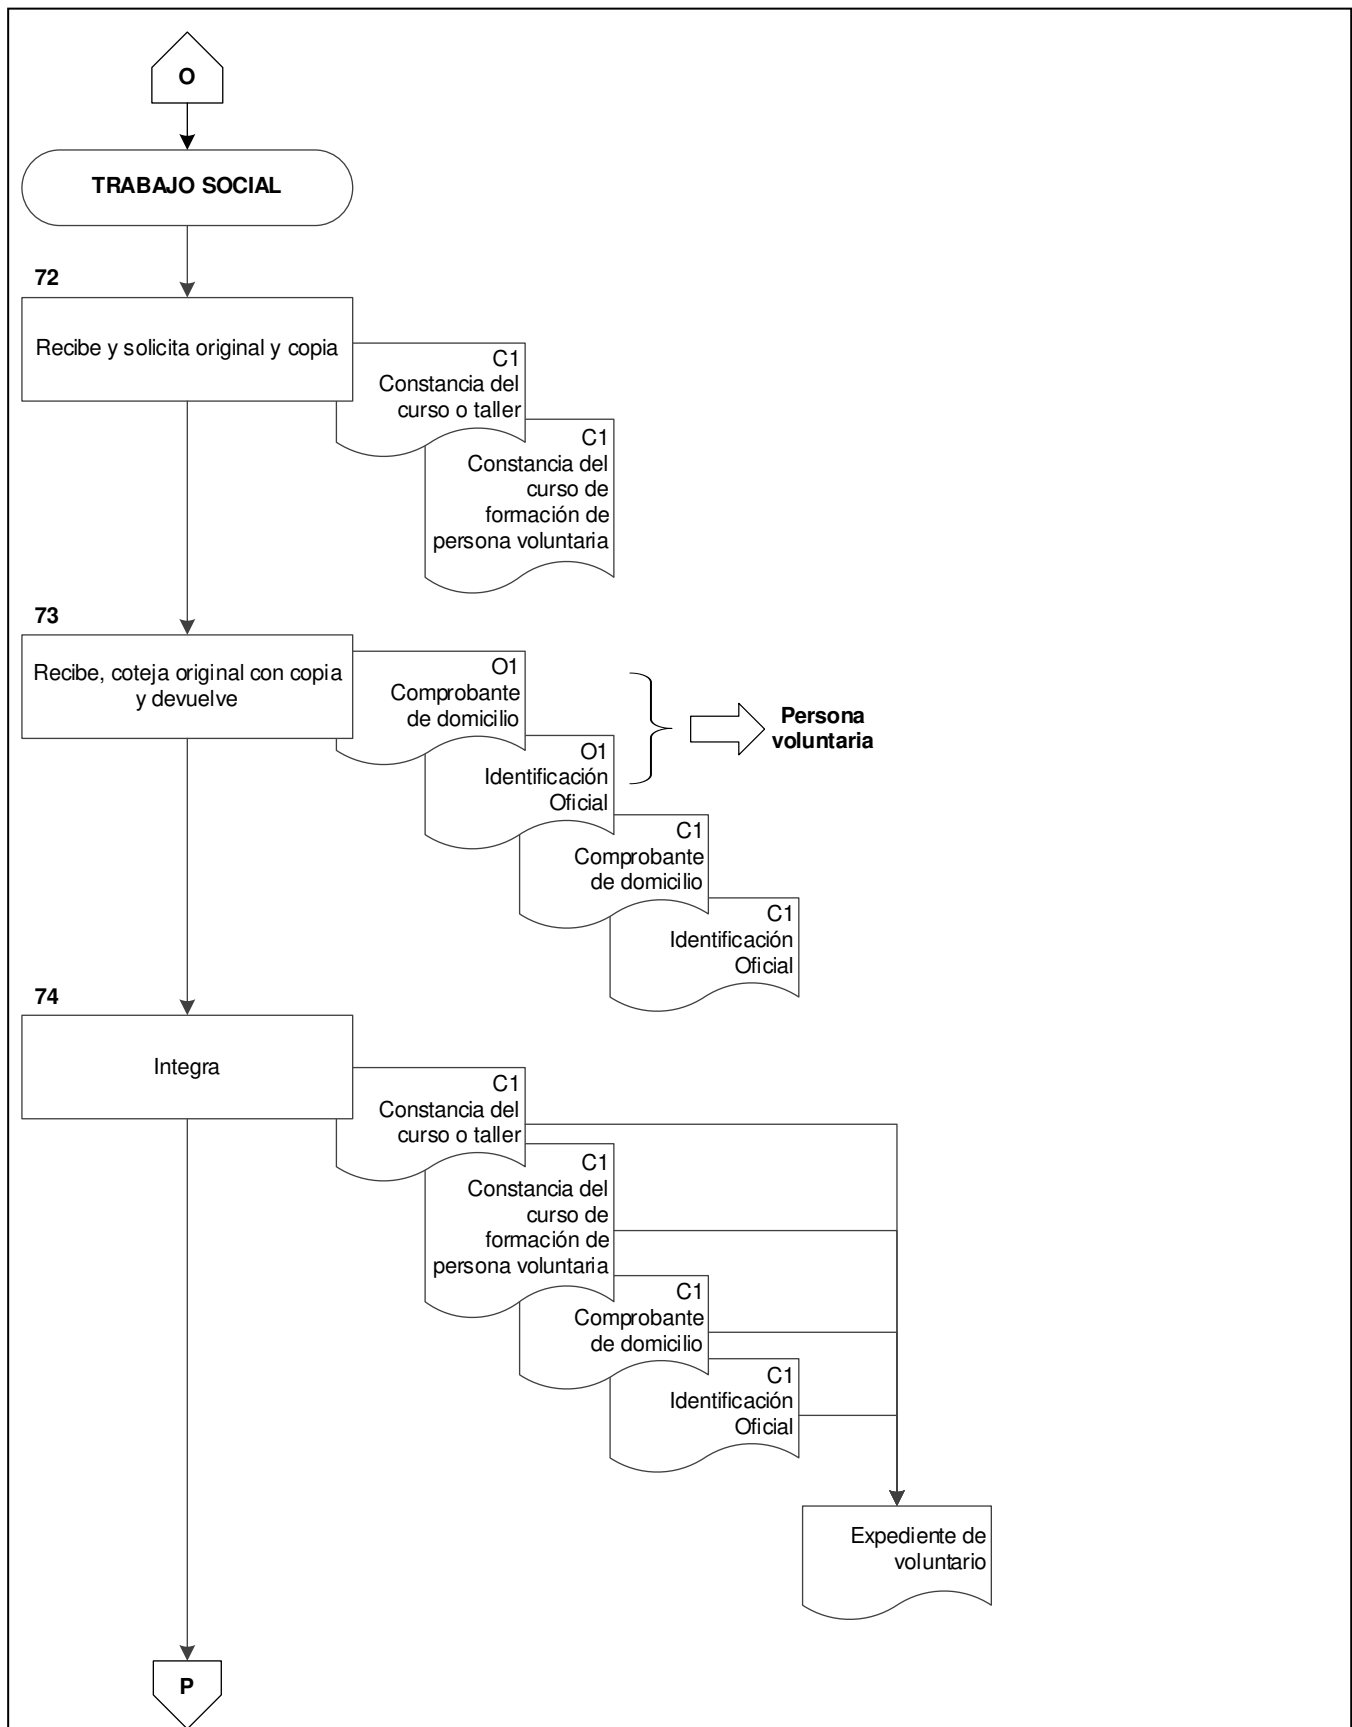 O
TRABAJO SOCIAL
72
Recibe y solicita original y copia
C1
Constancia del
curso o taller
C1
Constancia del
curso de
formación de
persona voluntaria
73
Recibe, coteja original con copia
y devuelve
O1
Comprobante
de domicilio
O1
Identificación
Oficial
Persona
voluntaria
C1
Comprobante
de domicilio
C1
Identificación
Oficial
74
Integra
C1
Constancia del
curso o taller
C1
Constancia del
curso de
formación de
persona voluntaria
C1
Comprobante
de domicilio
C1
Identificación
Oficial
Expediente de
voluntario
P